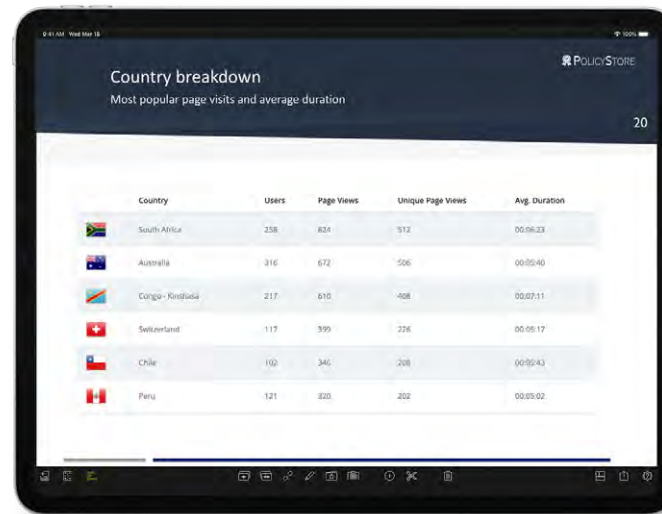 9:41 AM Wed Mar 18 100%
POLICYSTORE
Country breakdown
Most popular page visits and average duration
20
Country Users Page Views Unique Page Views Avg. Duration
South Africa 258 824 512 00:06:23
Australia 316 672 506 00:05:40
Congo - Kinshasa 217 610 408 00:07:11
Switzerland 117 399 226 00:05:17
Chile 102 346 208 00:05:43
Peru 121 320 202 00:05:02